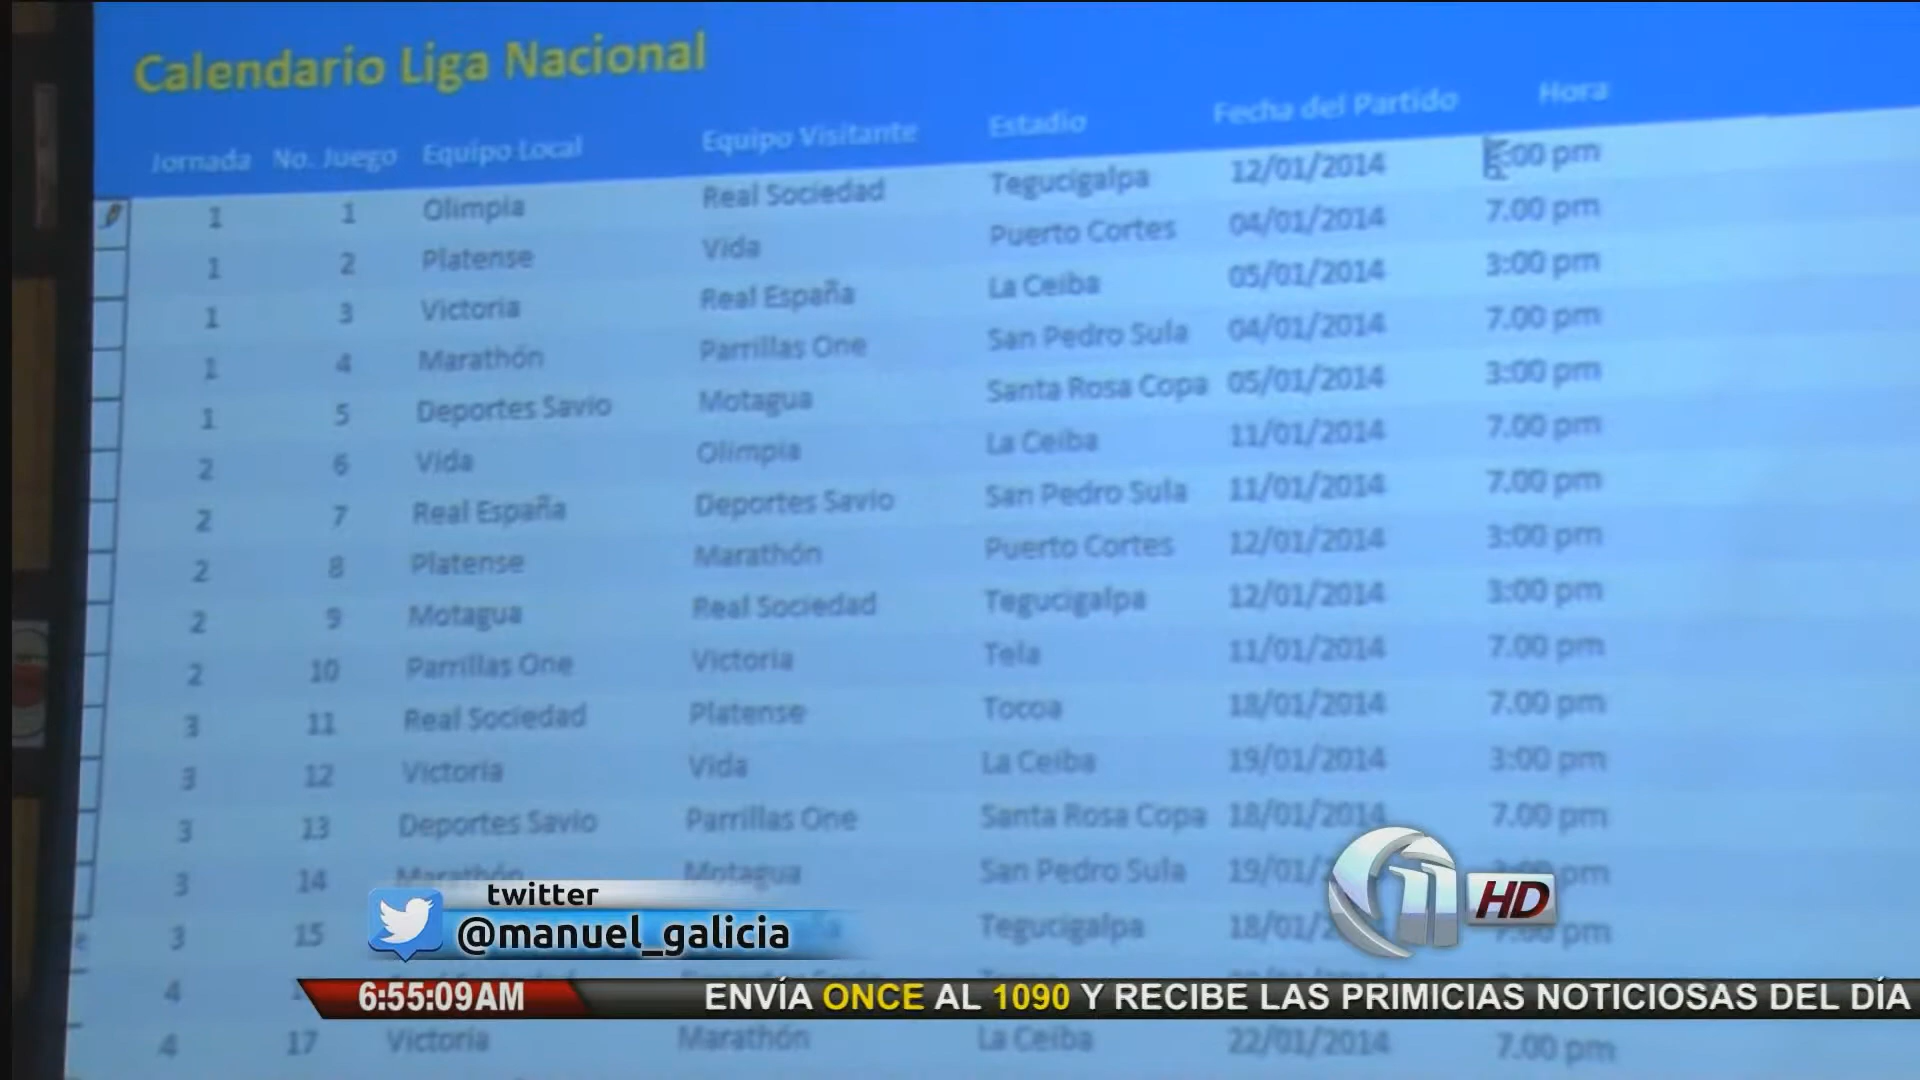 Calendario Liga Nacional
Jornada No. Juego Equipo Local Equipo Visitante Estadio Fecha del Partido Hora
1 1 Olimpia Real Sociedad Tegucigalpa 12/01/2014 :00 pm
1 2 Platense Vida Puerto Cortes 04/01/2014 7.00 pm
1 3 Victoria Real España La Ceiba 05/01/2014 3:00 pm
1 4 Marathón Parrillas One San Pedro Sula 04/01/2014 7.00 pm
1 5 Deportes Savio Motagua Santa Rosa Copa 05/01/2014 3:00 pm
2 6 Vida Olimpia La Ceiba 11/01/2014 7.00 pm
2 7 Real España Deportes Savio San Pedro Sula 11/01/2014 7.00 pm
2 8 Platense Marathón Puerto Cortes 12/01/2014 3:00 pm
2 9 Motagua Real Sociedad Tegucigalpa 12/01/2014 3:00 pm
2 10 Parrillas One Victoria Tela 11/01/2014 7.00 pm
3 11 Real Sociedad Platense Tocoa 18/01/2014 7.00 pm
3 12 Victoria Vida La Ceiba 19/01/2014 3:00 pm
3 13 Deportes Savio Parrillas One Santa Rosa Copa 18/01/2014 7.00 pm
3 14 Marathón Motagua San Pedro Sula 19/01/ pm
3 15 Tegucigalpa 18/01/2 pm
4
4 17 Victoria Marathón La Ceiba 22/01/2014 7.00 pm
twitter
@manuel_galicia
11 HD
6:55:09AM ENVÍA ONCE AL 1090 Y RECIBE LAS PRIMICIAS NOTICIOSAS DEL DÍA